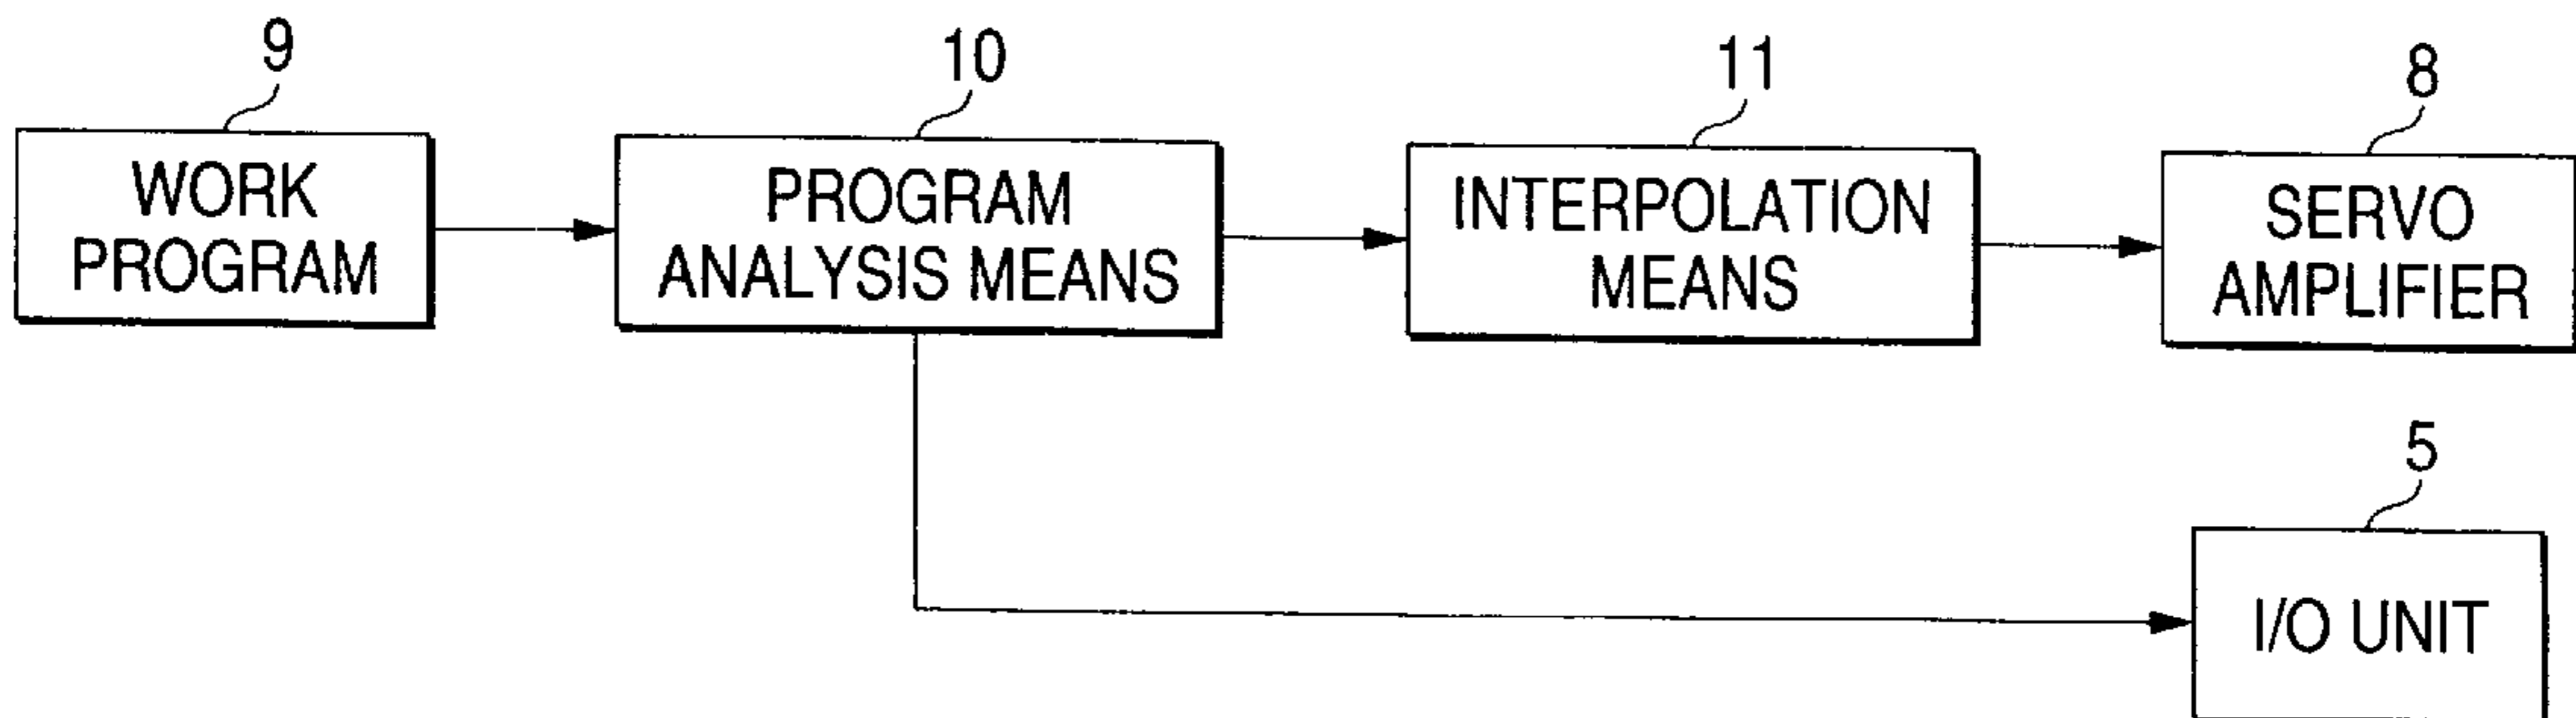 9
10
11
8
WORK
PROGRAM
PROGRAM
ANALYSIS MEANS
INTERPOLATION
MEANS
SERVO
AMPLIFIER
5
I/O UNIT